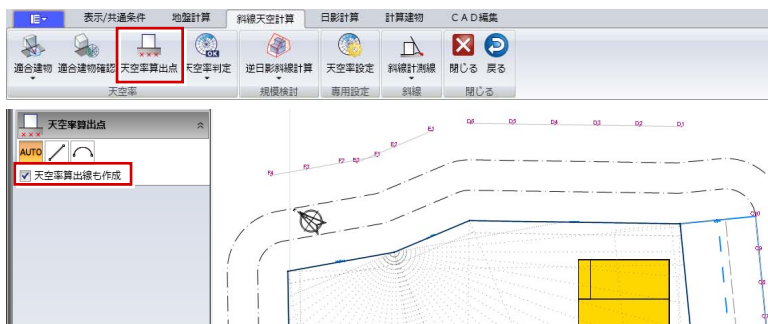 表示/共通条件 地盤計算 斜線天空計算 日影計算 計算建物 CAD編集
適合建物 適合建物確認 天空率算出点 天空率判定 逆日影斜線計算 天空率設定 斜線計測線 閉じる 戻る
天空率 規模検討 専用設定 斜線 閉じる
天空率算出点
AUTO
天空率算出線も作成
D6 D5 D4 D3 D2 D1